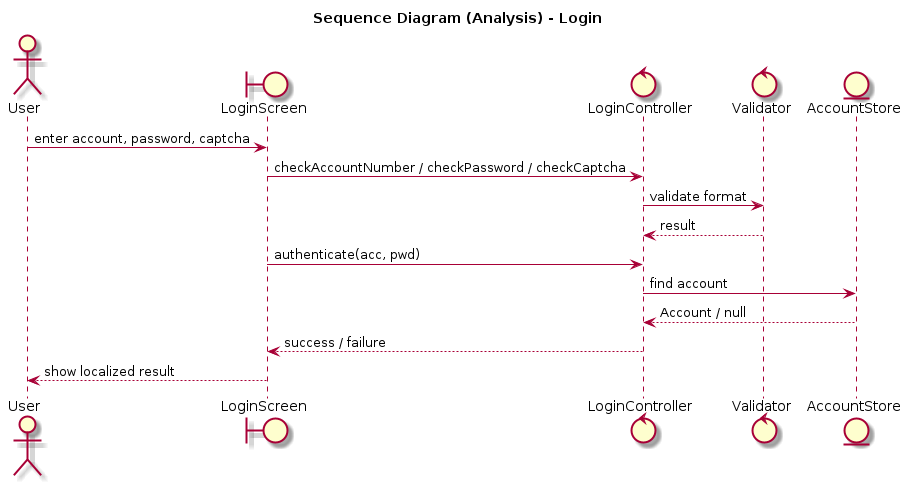 Sequence Diagram (Analysis) - Login
User
LoginScreen
LoginController
Validator
AccountStore
enter account, password, captcha
checkAccountNumber / checkPassword / checkCaptcha
validate format
result
authenticate(acc, pwd)
find account
Account / null
success / failure
show localized result
User
LoginScreen
LoginController
Validator
AccountStore